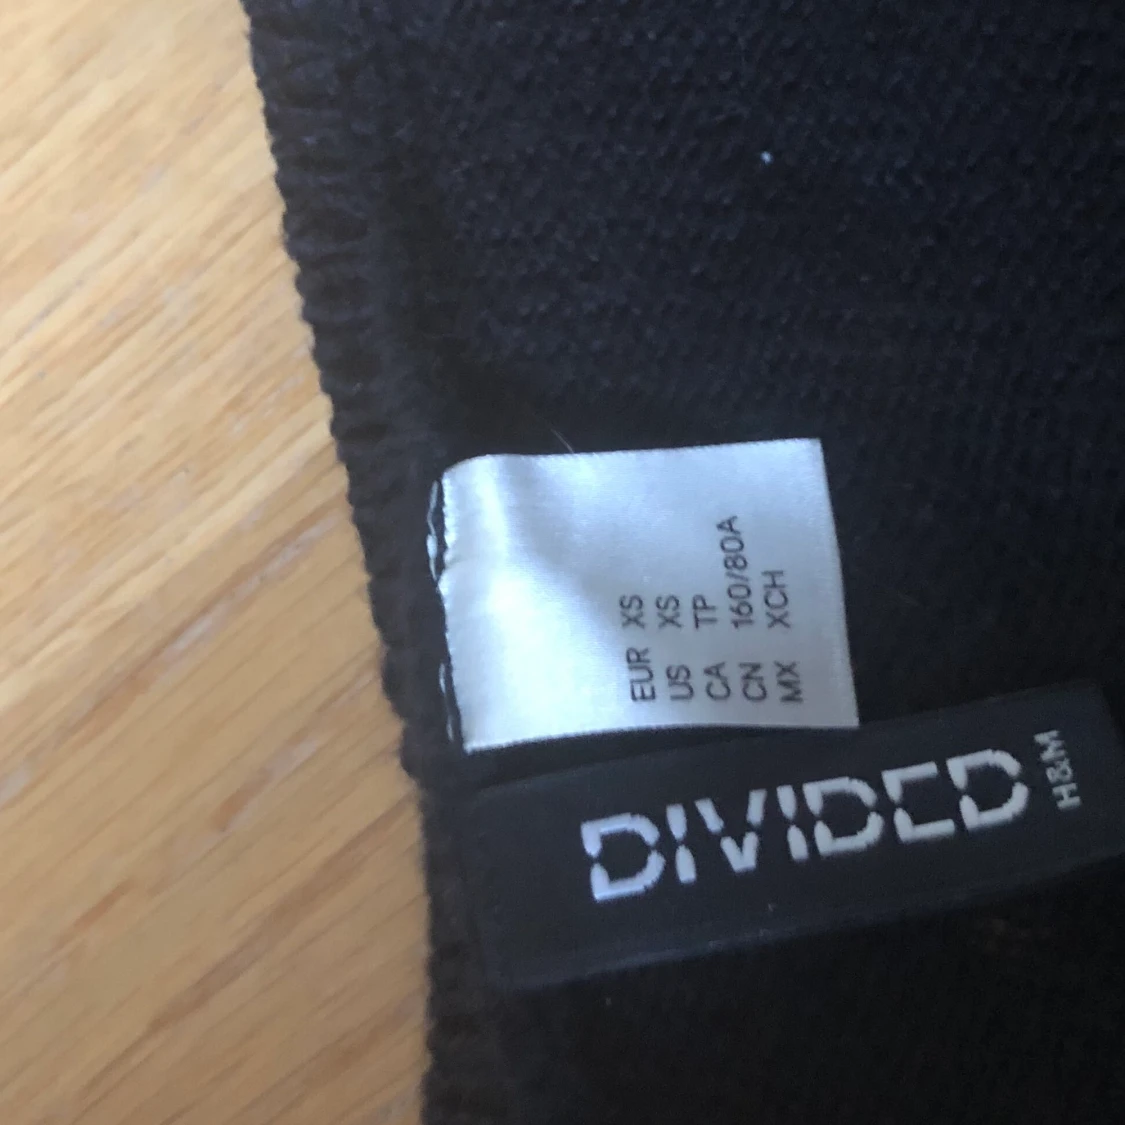 EUR XS
US XS
CA TP
CN 160/80A
MX XCH
DIVIDED
H&M